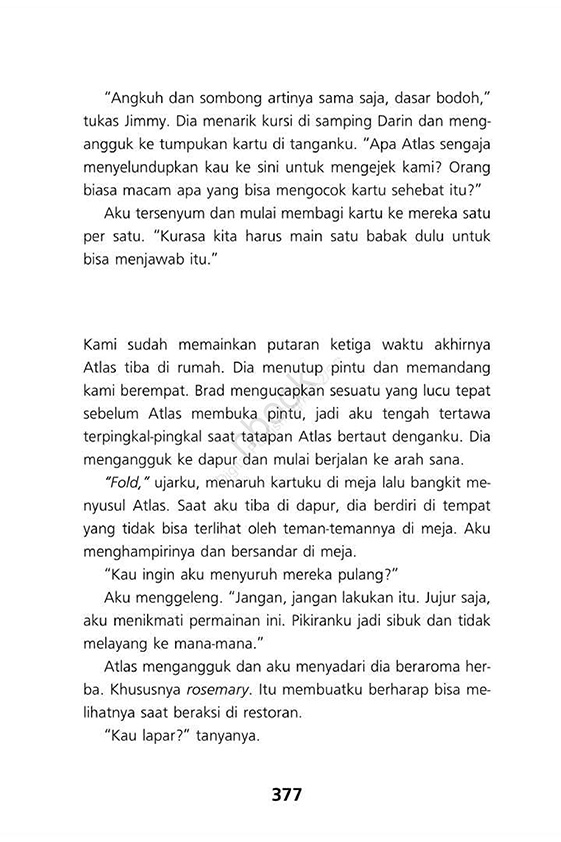 “Angkuh dan sombong artinya sama saja, dasar bodoh,”
tukas Jimmy. Dia menarik kursi di samping Darin dan meng-
angguk ke tumpukan kartu di tanganku. “Apa Atlas sengaja
menyelundupkan kau ke sini untuk mengejek kami? Orang
biasa macam apa yang bisa mengocok kartu sehebat itu?”
Aku tersenyum dan mulai membagi kartu ke mereka satu
per satu. “Kurasa kita harus main satu babak dulu untuk
bisa menjawab itu.”
Kami sudah memainkan putaran ketiga waktu akhirnya
Atlas tiba di rumah. Dia menutup pintu dan memandang
kami berempat. Brad mengucapkan sesuatu yang lucu tepat
sebelum Atlas membuka pintu, jadi aku tengah tertawa
terpingkal-pingkal saat tatapan Atlas bertaut denganku. Dia
mengangguk ke dapur dan mulai berjalan ke arah sana.
“Fold,” ujarku, menaruh kartuku di meja lalu bangkit me-
nyusul Atlas. Saat aku tiba di dapur, dia berdiri di tempat
yang tidak bisa terlihat oleh teman-temannya di meja. Aku
menghampirinya dan bersandar di meja.
“Kau ingin aku menyuruh mereka pulang?”
Aku menggeleng. “Jangan, jangan lakukan itu. Jujur saja,
aku menikmati permainan ini. Pikiranku jadi sibuk dan tidak
melayang ke mana-mana.”
Atlas mengangguk dan aku menyadari dia beraroma her-
ba. Khususnya rosemary. Itu membuatku berharap bisa me-
lihatnya saat beraksi di restoran.
“Kau lapar?” tanyanya.
377